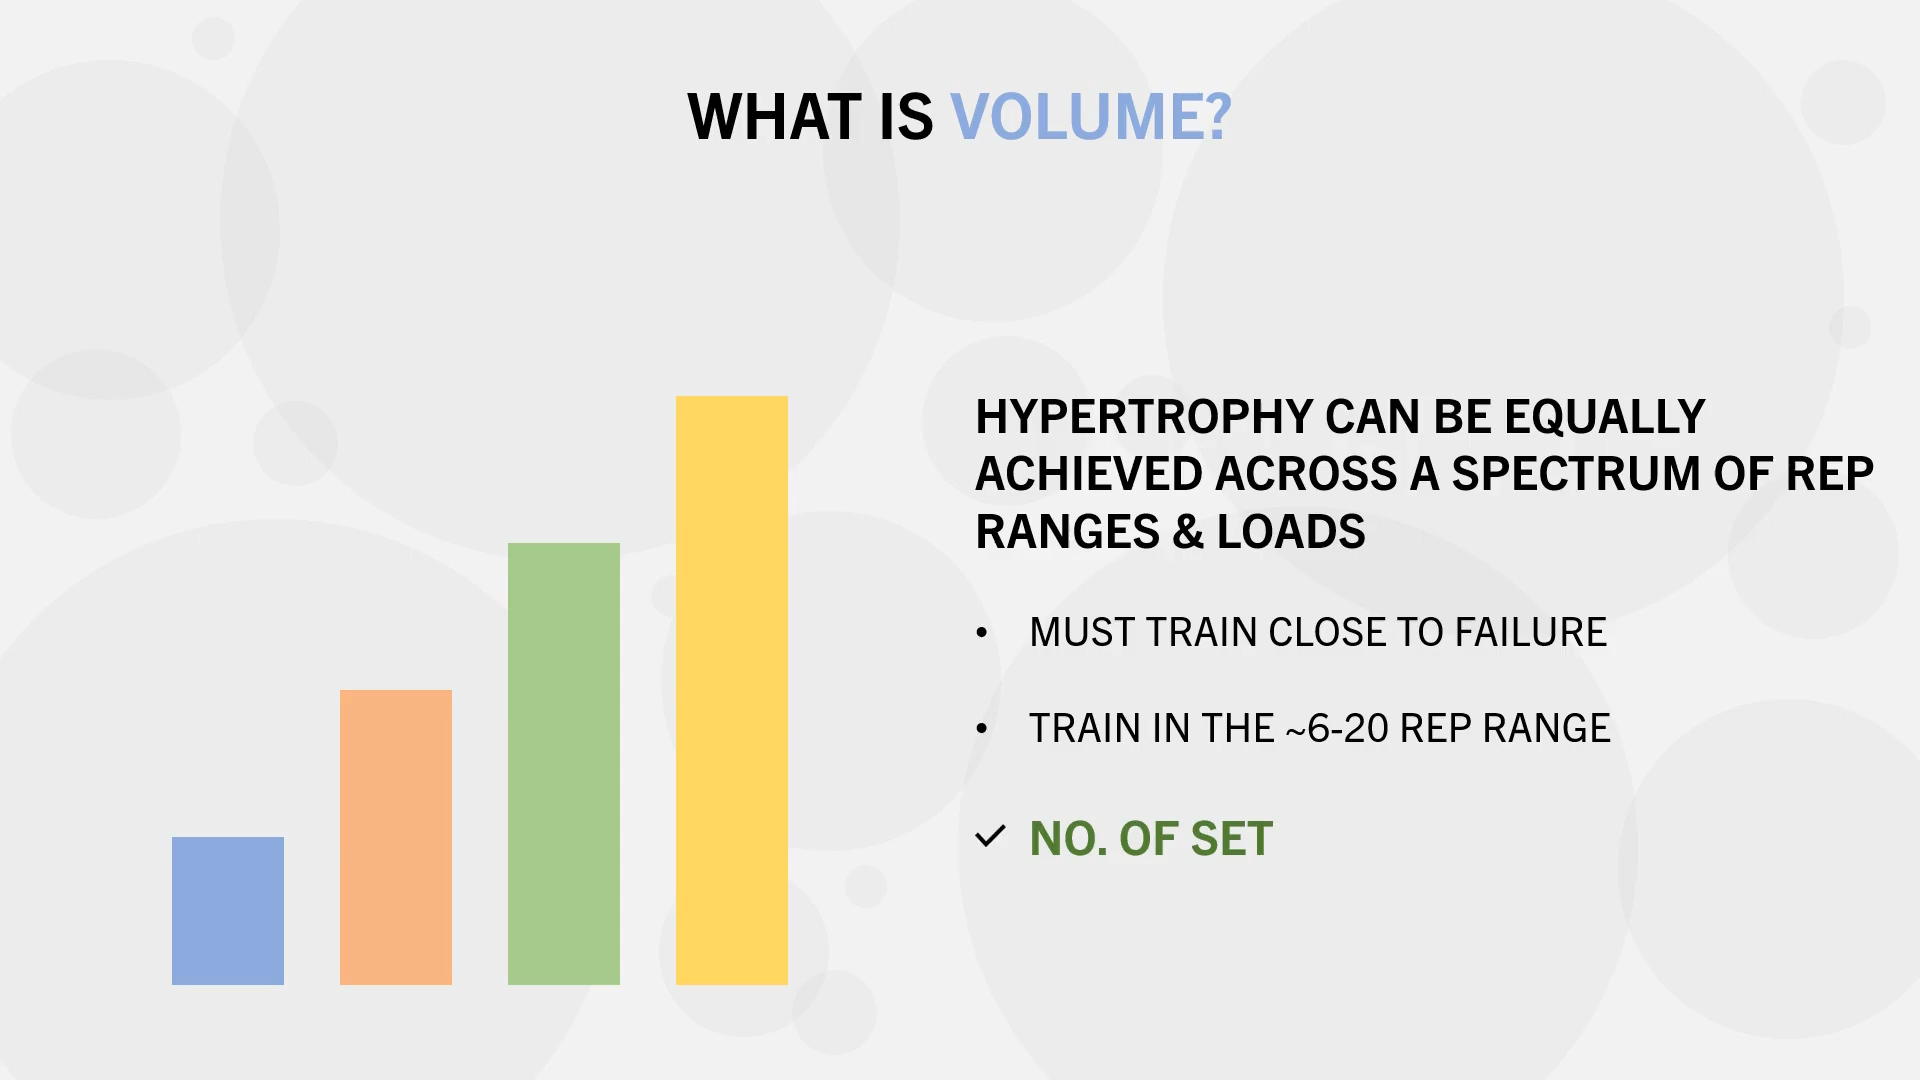 WHAT IS VOLUME?
HYPERTROPHY CAN BE EQUALLY
ACHIEVED ACROSS A SPECTRUM OF REP
RANGES & LOADS
• MUST TRAIN CLOSE TO FAILURE
• TRAIN IN THE ~6-20 REP RANGE
✓ NO. OF SET